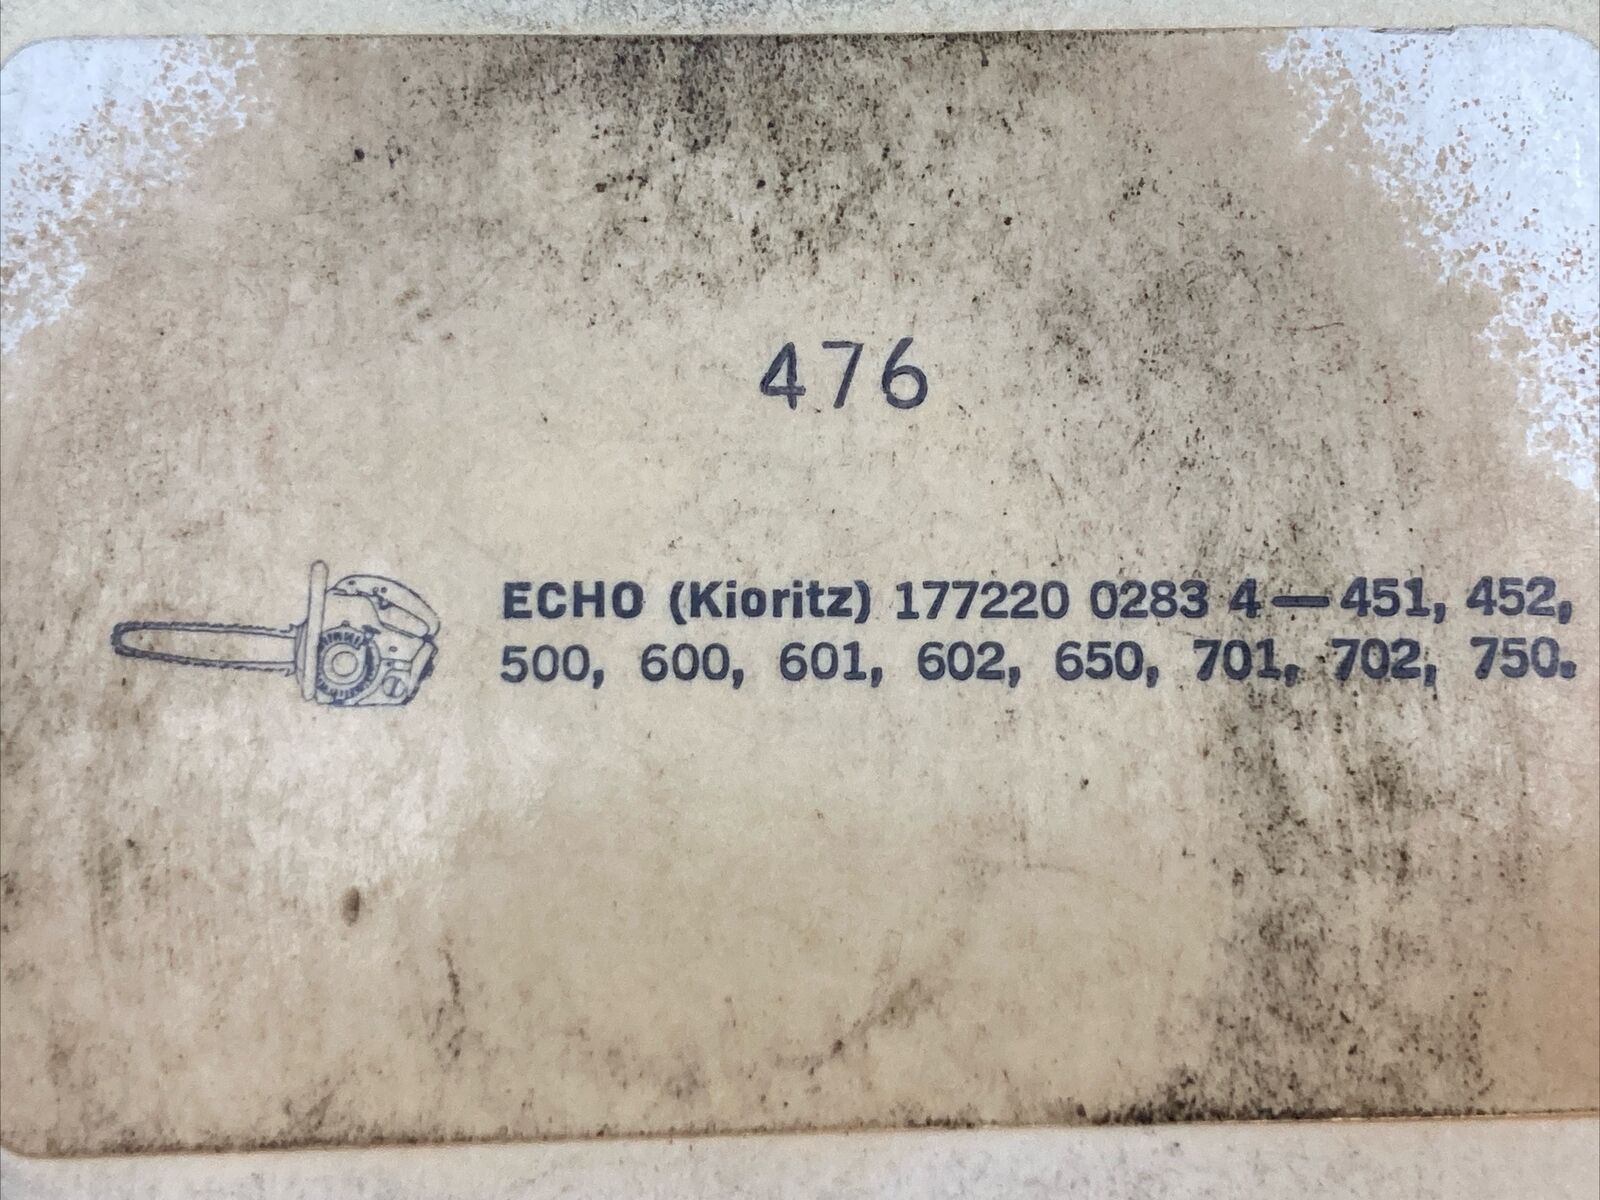 476
ECHO (Kioritz) 177220 0283 4—451, 452,
500, 600, 601, 602, 650, 701, 702, 750.